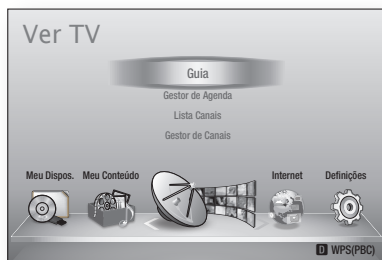 Ver TV
Guia
Gestor de Agenda
Lista Canais
Gestor de Canais
Meu Dispos. Meu Conteúdo Internet Definições
D WPS(PBC)